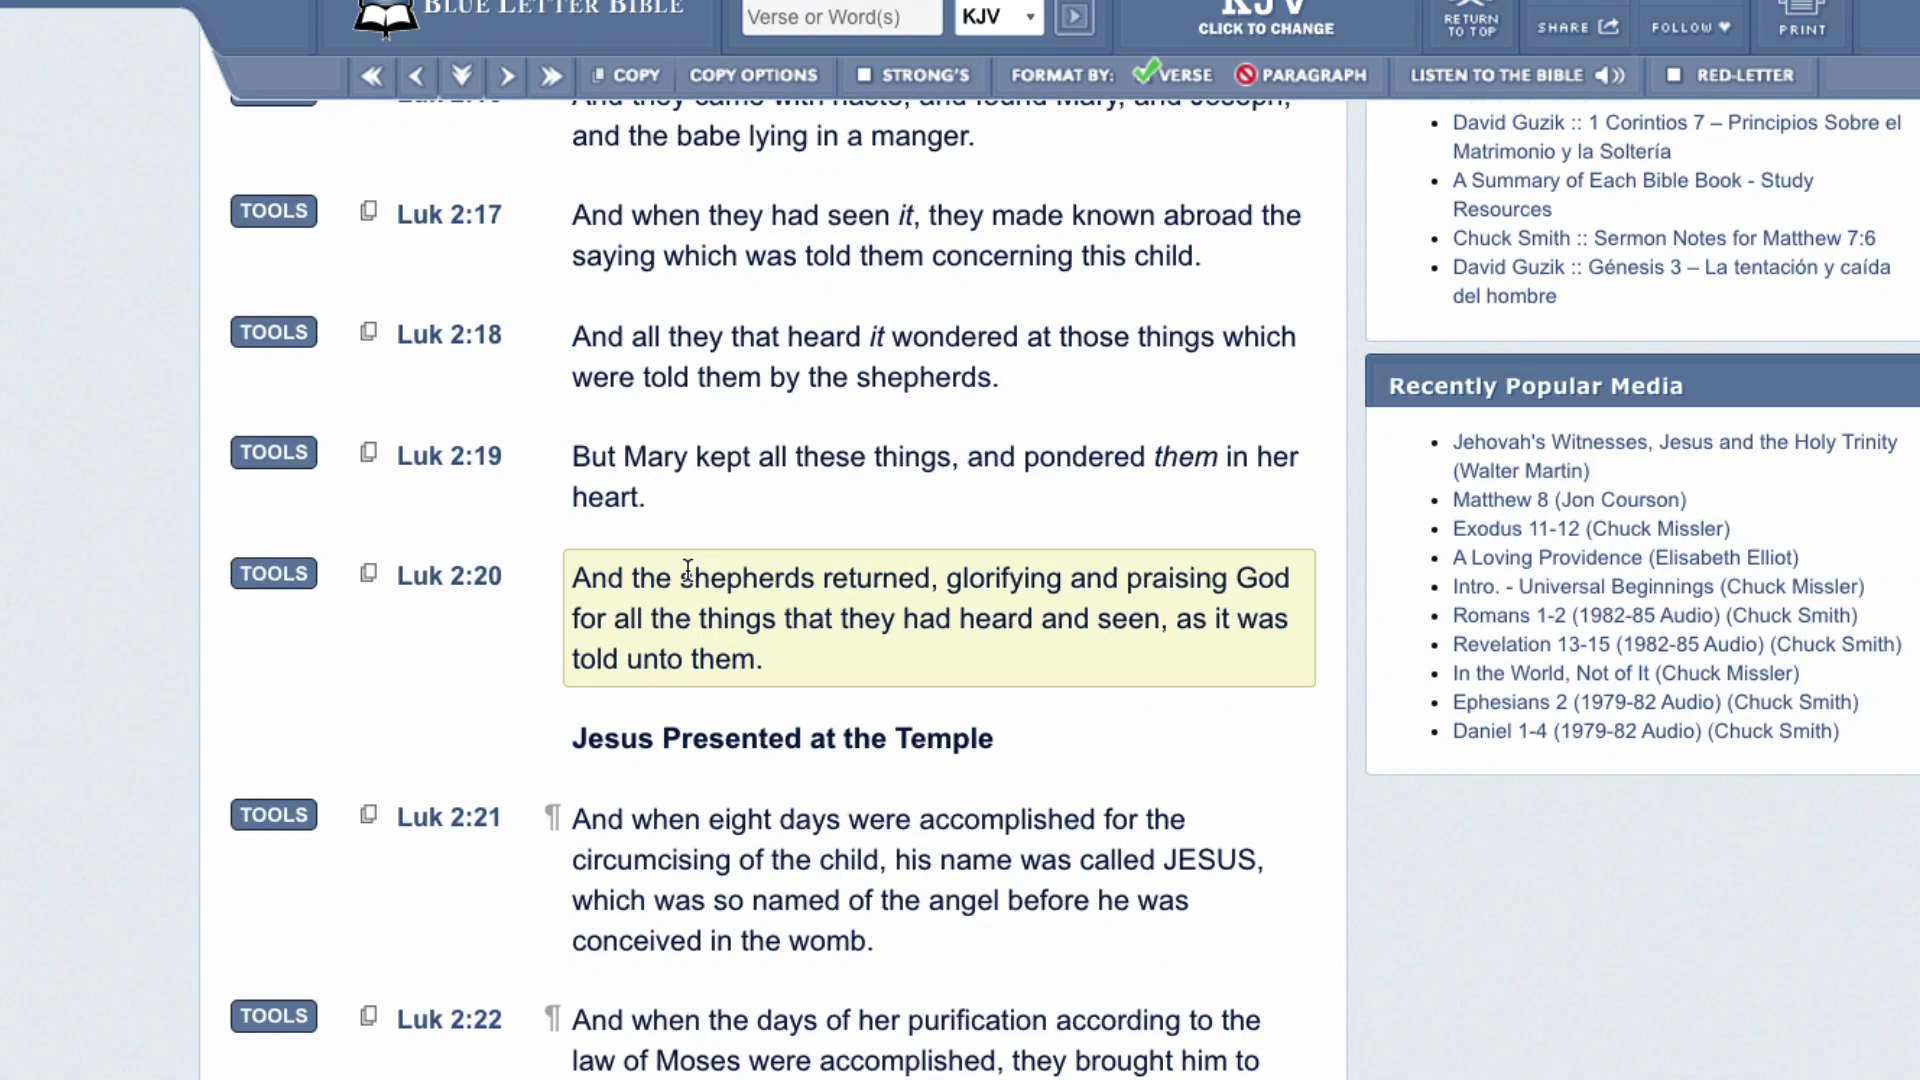 BLUE LETTER BIBLE
Verse or Word(s)
KJV
KJV
CLICK TO CHANGE
RETURN
TO TOP
SHARE
FOLLOW
PRINT
COPY
COPY OPTIONS
STRONG'S
FORMAT BY:
VERSE
PARAGRAPH
LISTEN TO THE BIBLE
RED-LETTER
And they came with haste, and found Mary, and Joseph,
and the babe lying in a manger.
TOOLS
Luk 2:17
And when they had seen it, they made known abroad the
saying which was told them concerning this child.
TOOLS
Luk 2:18
And all they that heard it wondered at those things which
were told them by the shepherds.
TOOLS
Luk 2:19
But Mary kept all these things, and pondered them in her
heart.
TOOLS
Luk 2:20
And the shepherds returned, glorifying and praising God
for all the things that they had heard and seen, as it was
told unto them.
Jesus Presented at the Temple
TOOLS
Luk 2:21
¶ And when eight days were accomplished for the
circumcising of the child, his name was called JESUS,
which was so named of the angel before he was
conceived in the womb.
TOOLS
Luk 2:22
¶ And when the days of her purification according to the
law of Moses were accomplished, they brought him to
David Guzik :: 1 Corintios 7 – Principios Sobre el
Matrimonio y la Soltería
A Summary of Each Bible Book - Study
Resources
Chuck Smith :: Sermon Notes for Matthew 7:6
David Guzik :: Génesis 3 – La tentación y caída
del hombre
Recently Popular Media
Jehovah's Witnesses, Jesus and the Holy Trinity
(Walter Martin)
Matthew 8 (Jon Courson)
Exodus 11-12 (Chuck Missler)
A Loving Providence (Elisabeth Elliot)
Intro. - Universal Beginnings (Chuck Missler)
Romans 1-2 (1982-85 Audio) (Chuck Smith)
Revelation 13-15 (1982-85 Audio) (Chuck Smith)
In the World, Not of It (Chuck Missler)
Ephesians 2 (1979-82 Audio) (Chuck Smith)
Daniel 1-4 (1979-82 Audio) (Chuck Smith)